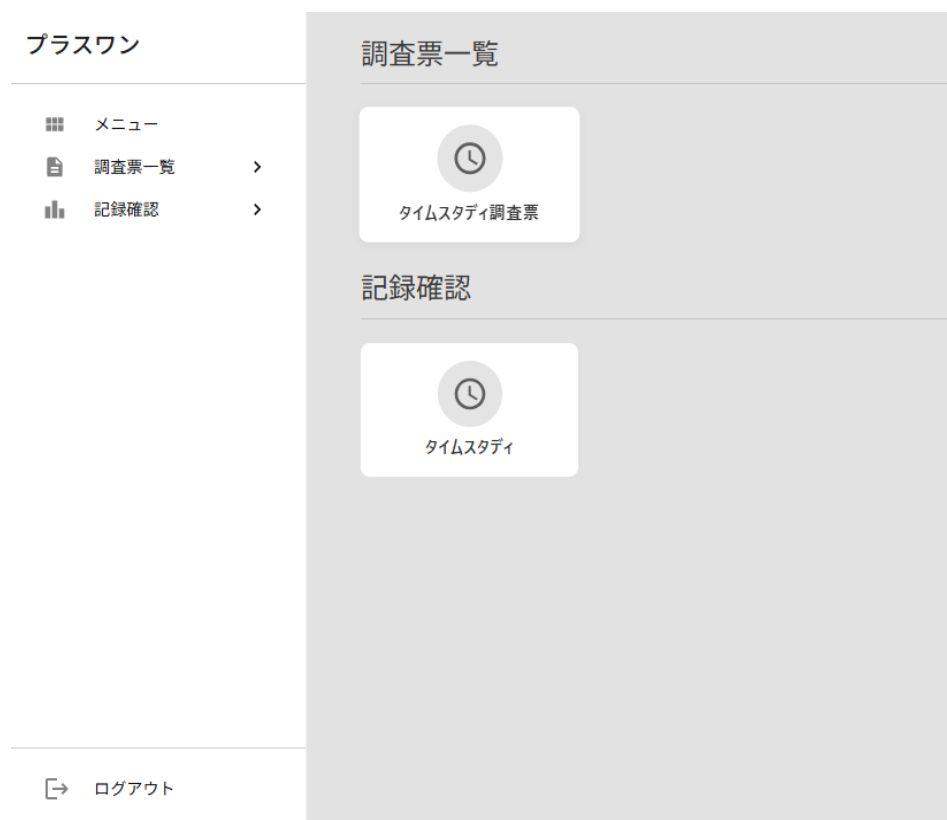 プラスワン
メニュー
調査票一覧
記録確認
ログアウト
調査票一覧
タイムスタディ調査票
記録確認
タイムスタディ